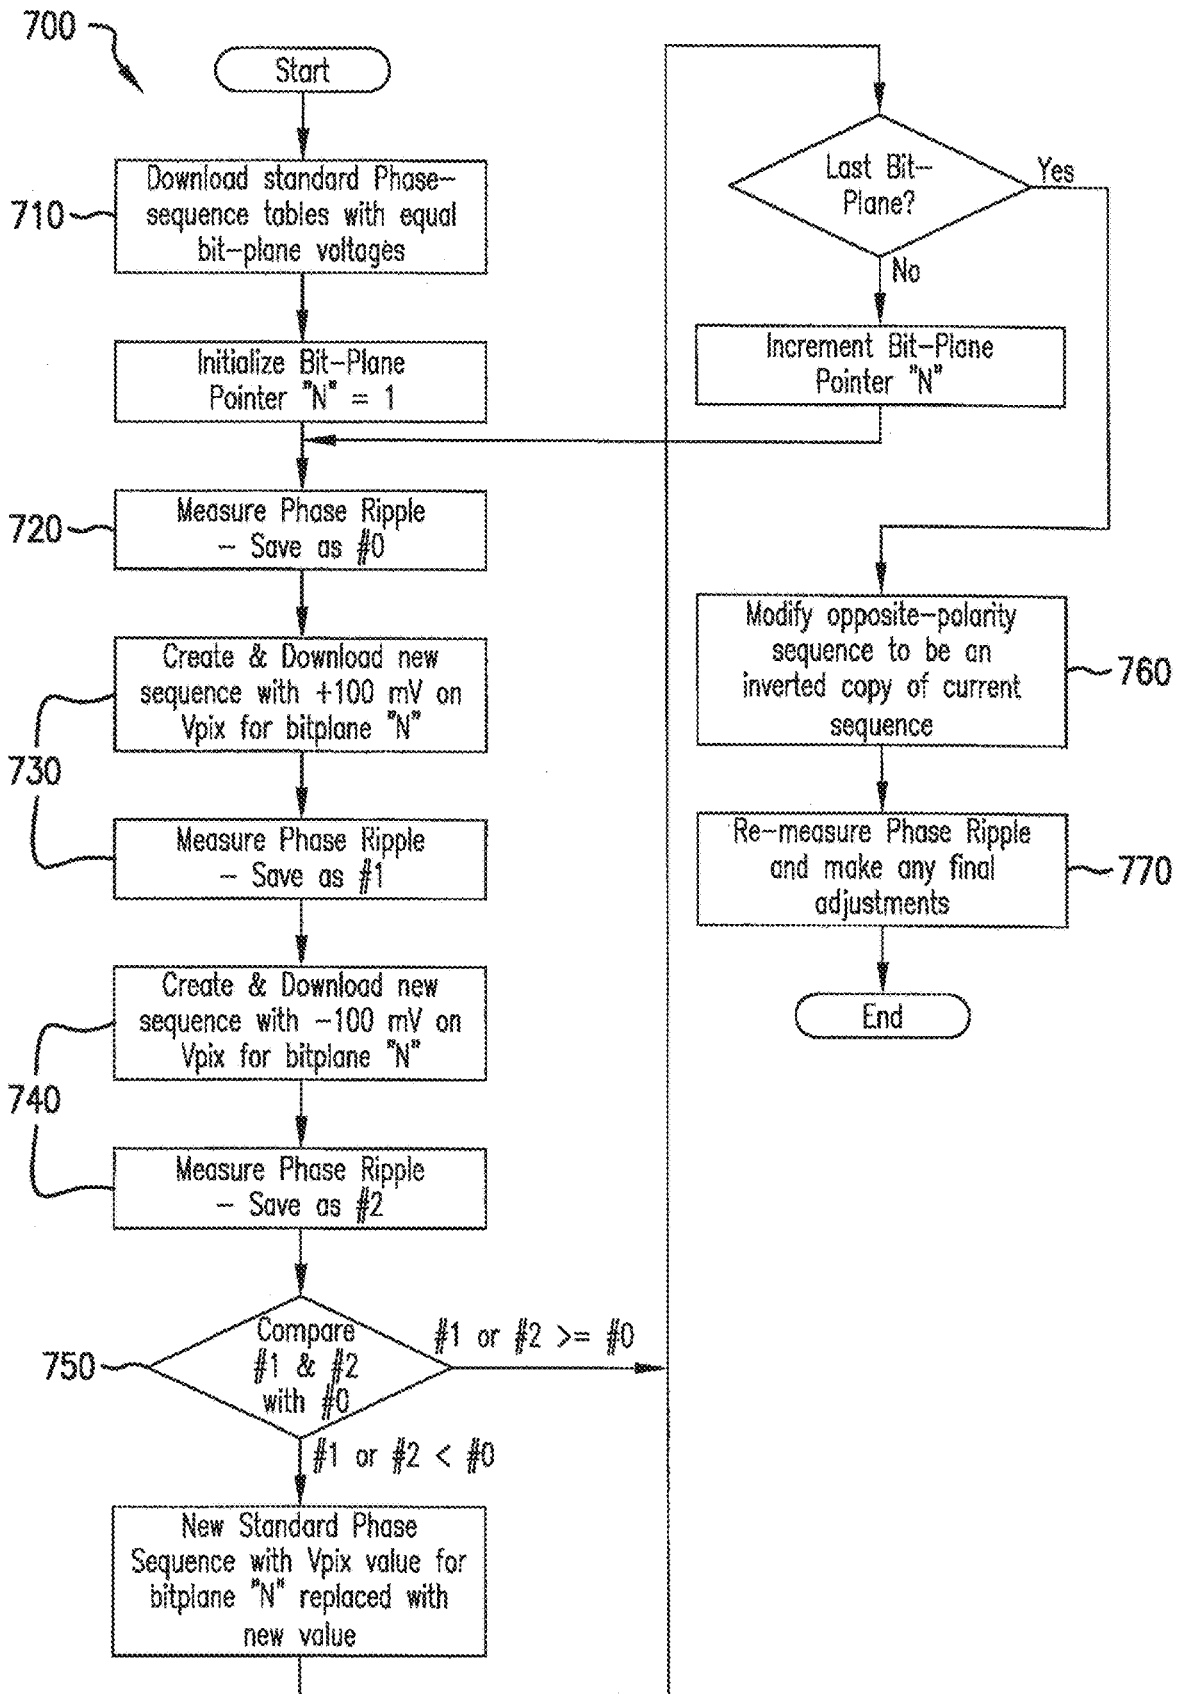 700
Start
710
Download standard Phase-
sequence tables with equal
bit-plane voltages
Initialize Bit-Plane
Pointer "N" = 1
720
Measure Phase Ripple
- Save as #0
730
Create & Download new
sequence with +100 mV on
Vpix for bitplane "N"
Measure Phase Ripple
- Save as #1
740
Create & Download new
sequence with -100 mV on
Vpix for bitplane "N"
Measure Phase Ripple
- Save as #2
750
Compare
#1 & #2
with #0
#1 or #2 >= #0
#1 or #2 < #0
New Standard Phase
Sequence with Vpix value for
bitplane "N" replaced with
new value
Last Bit-
Plane?
Yes
No
Increment Bit-Plane
Pointer "N"
Modify opposite-polarity
sequence to be an
inverted copy of current
sequence
760
Re-measure Phase Ripple
and make any final
adjustments
770
End